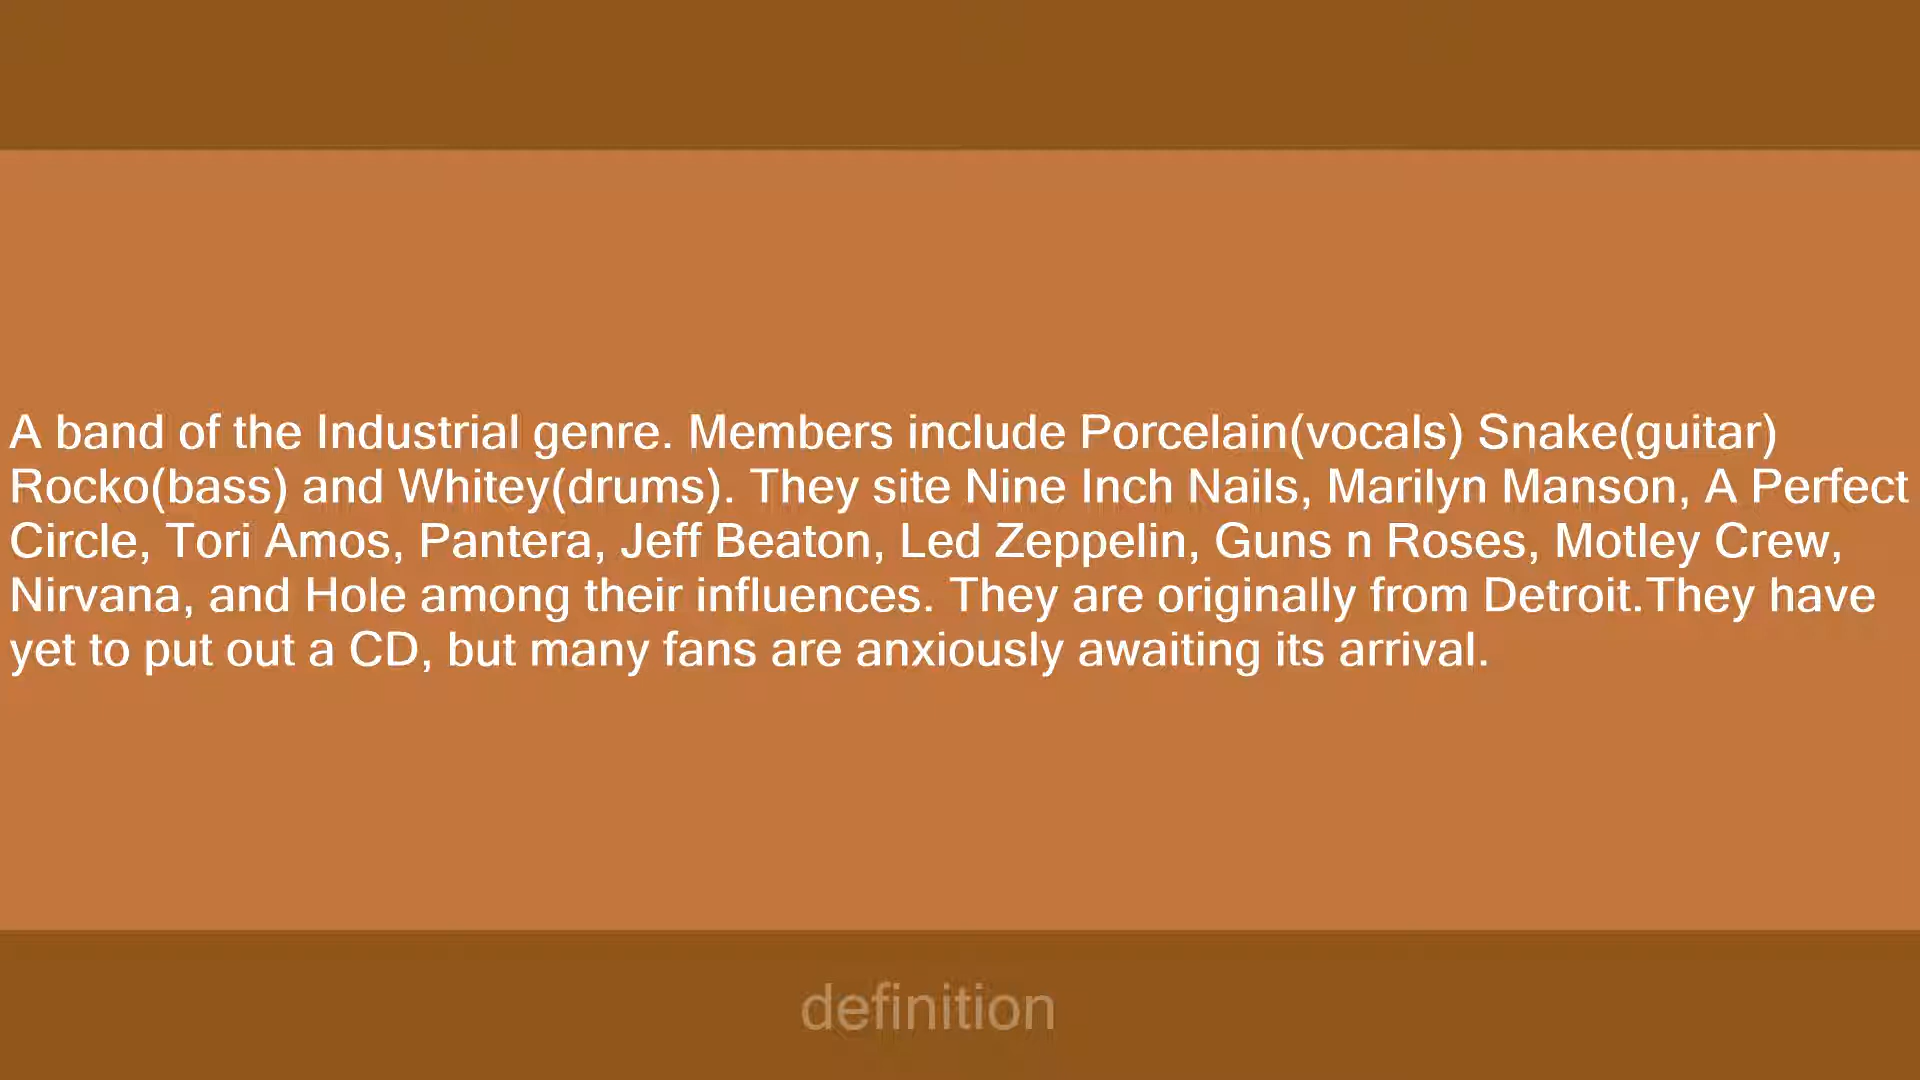 A band of the Industrial genre. Members include Porcelain(vocals) Snake(guitar)
Rocko(bass) and Whitey(drums). They site Nine Inch Nails, Marilyn Manson, A Perfect
Circle, Tori Amos, Pantera, Jeff Beaton, Led Zeppelin, Guns n Roses, Motley Crew,
Nirvana, and Hole among their influences. They are originally from Detroit.They have
yet to put out a CD, but many fans are anxiously awaiting its arrival.
definition